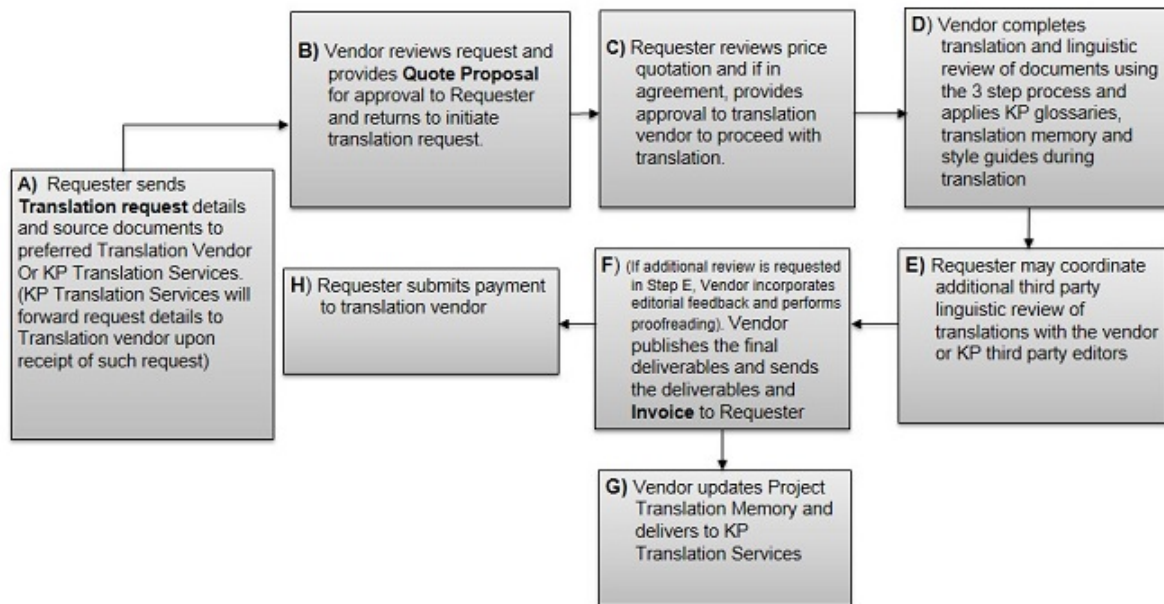 A) Requester sends
Translation request details
and source documents to
preferred Translation Vendor
Or KP Translation Services.
(KP Translation Services will
forward request details to
Translation vendor upon
receipt of such request)
B) Vendor reviews request and
provides Quote Proposal
for approval to Requester
and returns to initiate
translation request.
C) Requester reviews price
quotation and if in
agreement, provides
approval to translation
vendor to proceed with
translation.
D) Vendor completes
translation and linguistic
review of documents using
the 3 step process and
applies KP glossaries,
translation memory and
style guides during
translation
E) Requester may coordinate
additional third party
linguistic review of
translations with the vendor
or KP third party editors
F) (If additional review is requested
in Step E, Vendor incorporates
editorial feedback and performs
proofreading). Vendor
publishes the final
deliverables and sends
the deliverables and
Invoice to Requester
G) Vendor updates Project
Translation Memory and
delivers to KP
Translation Services
H) Requester submits payment
to translation vendor